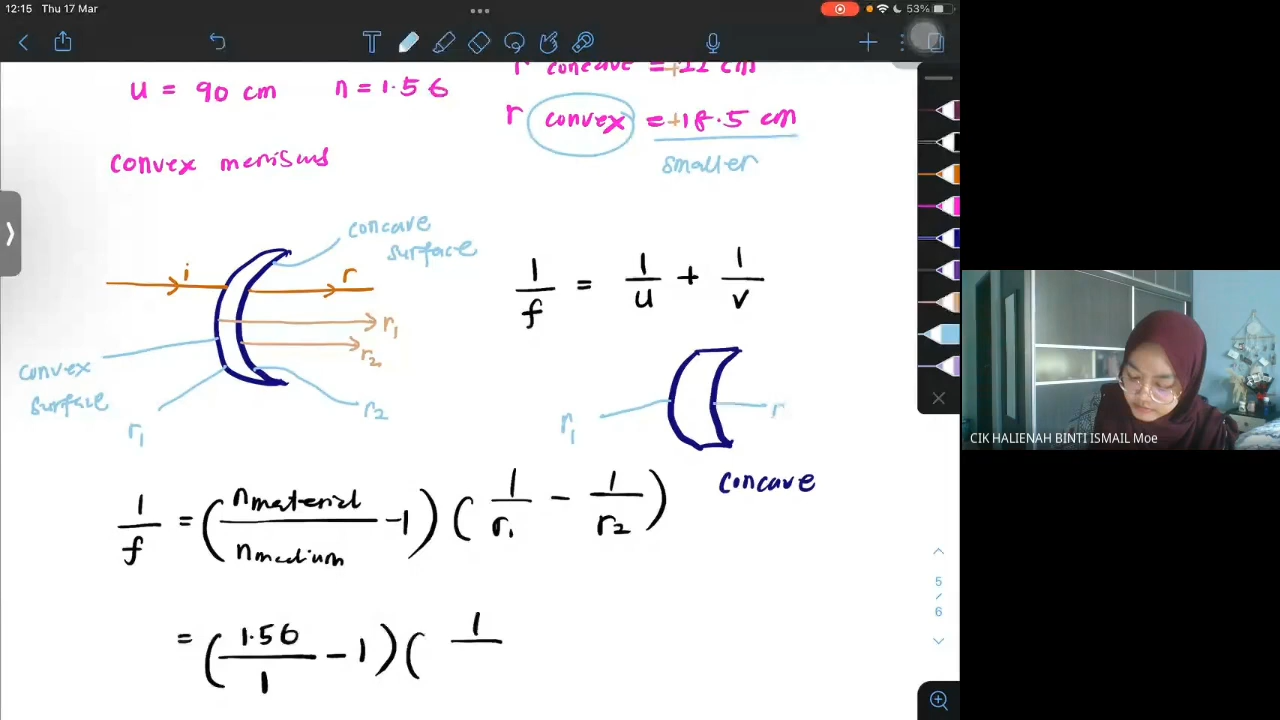 12:15 Thu 17 Mar
53%
T
r concave = +22 cm
u = 90 cm n = 1.56
r convex = +18.5 cm
smaller
convex meniscus
concave
surface
i
r
r₁
r₂
convex
surface
r₁
r₂
1/f = 1/u + 1/v
r₁
r
concave
1/f = (nmaterial/nmedium - 1) (1/r₁ - 1/r₂)
= (1.56/1 - 1) ( 1
5
/
6
CIK HALIENAH BINTI ISMAIL Moe